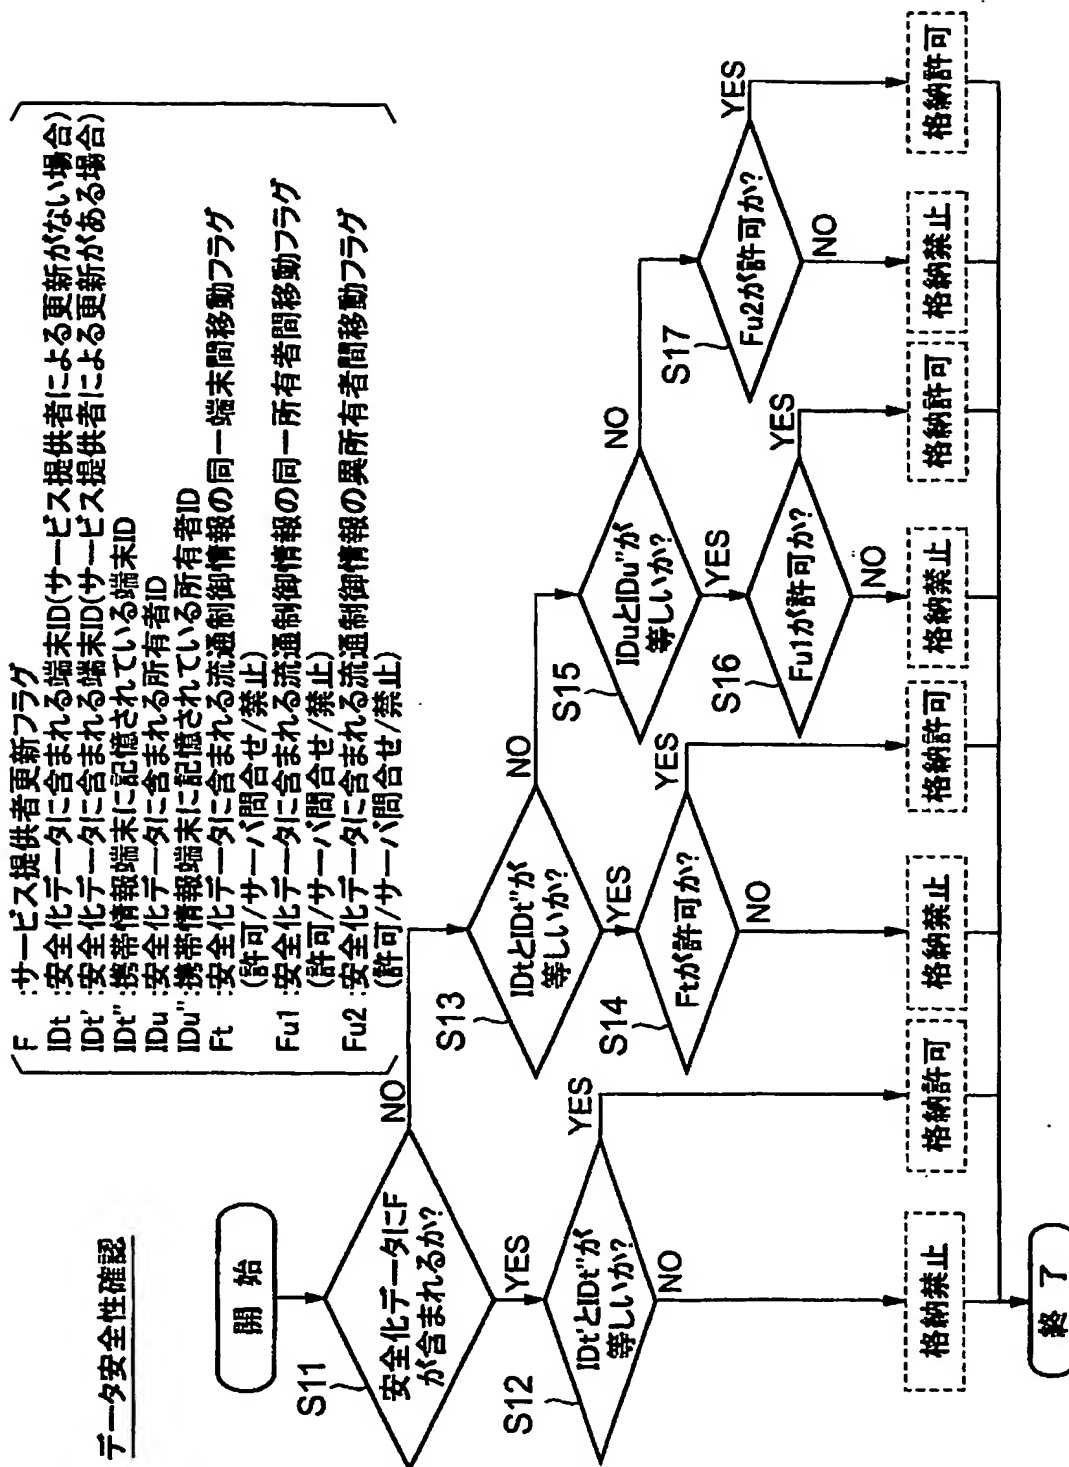 データ安全性確認
F :サービス提供者更新フラグ
IDt :安全化データに含まれる端末ID(サービス提供者による更新がない場合)
IDt' :安全化データに含まれる端末ID(サービス提供者による更新がある場合)
IDt'' :携帯情報端末に記憶されている端末ID
IDu :安全化データに含まれる所有者ID
IDu'' :携帯情報端末に記憶されている所有者ID
Ft :安全化データに含まれる流通制御情報の同一端末間移動フラグ
(許可/サーバ問合せ/禁止)
Fu1 :安全化データに含まれる流通制御情報の同一所有者間移動フラグ
(許可/サーバ問合せ/禁止)
Fu2 :安全化データに含まれる流通制御情報の異所有者間移動フラグ
(許可/サーバ問合せ/禁止)
開 始
S11
安全化データにF
が含まれるか?
NO
YES
S12
IDt'とIDt''が
等しいか?
YES
NO
S13
IDtとIDt''が
等しいか?
NO
YES
S14
Ftが許可か?
YES
NO
S15
IDuとIDu''が
等しいか?
NO
YES
S16
Fu1が許可か?
YES
NO
S17
Fu2が許可か?
YES
NO
格納禁止
格納許可
格納禁止
格納許可
格納禁止
格納許可
格納禁止
格納許可
終 了